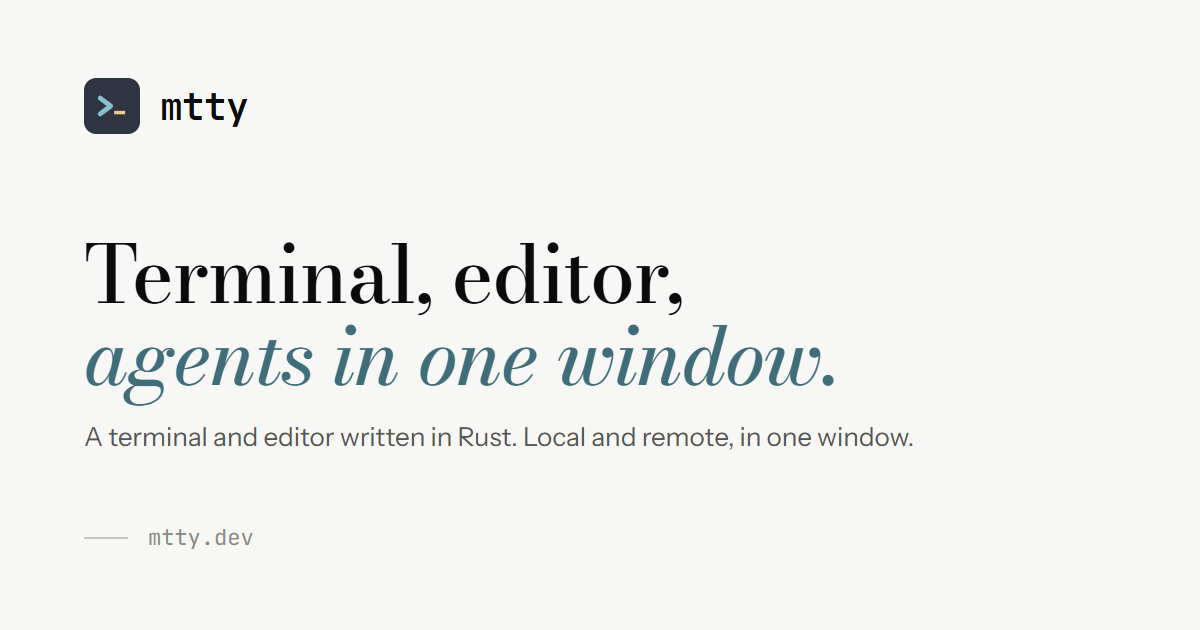 >_ mtty
Terminal, editor,
agents in one window.
A terminal and editor written in Rust. Local and remote, in one window.
mtty.dev